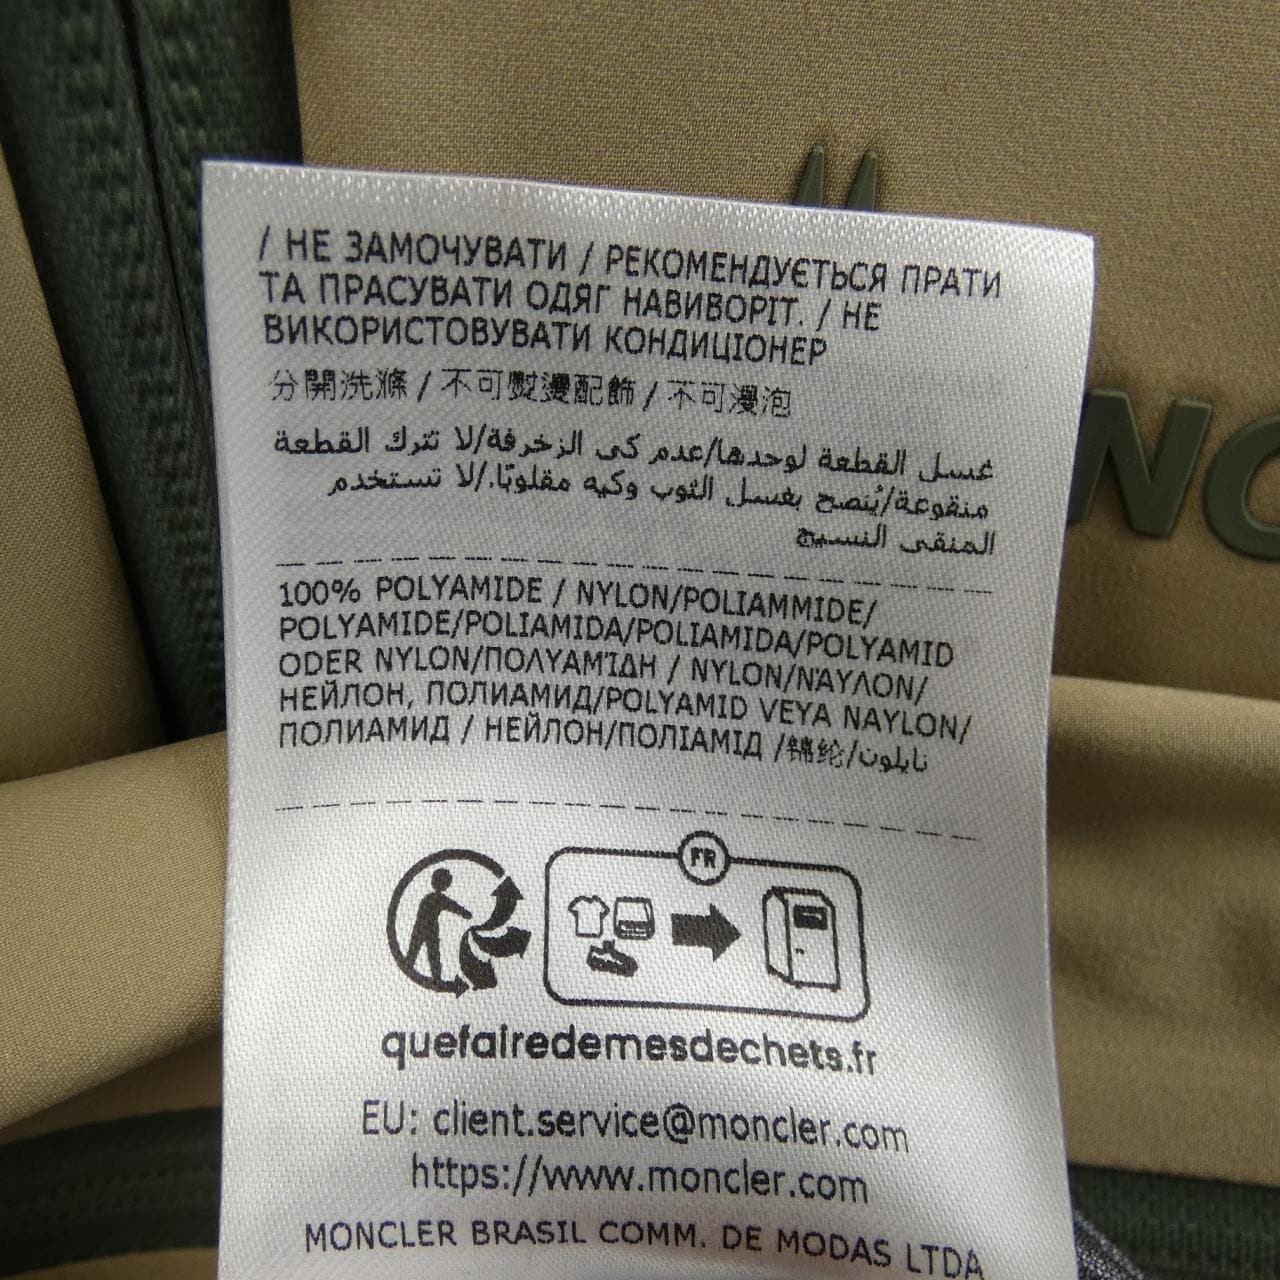 / НЕ ЗАМОЧУВАТИ / РЕКОМЕНДУЄТЬСЯ ПРАТИ
ТА ПРАСУВАТИ ОДЯГ НАВИВОРІТ. / НЕ
ВИКОРИСТОВУВАТИ КОНДИЦІОНЕР
分開洗滌 / 不可熨燙配飾 / 不可漫泡
غسل القطعة لوحدها/عدم كي الزخرفة/لا تترك القطعة
منقوعة/يُنصح بغسل الثوب وكيه مقلوبًا./لا تستخدم
المنقى النسيج
100% POLYAMIDE / NYLON/POLIAMMIDE/
POLYAMIDE/POLIAMIDA/POLIAMIDA/POLYAMID
ODER NYLON/ΠΟΛΥΑΜΊΔΗ / NYLON/ΝΆΥΛΟΝ/
НЕЙЛОН, ПОЛИАМИД/POLYAMID VEYA NAYLON/
ПОЛИАМИД / НЕЙЛОН/ПОЛІАМІД /锦纶/نايلون
FR
quefairedemesdechets.fr
EU: client.service@moncler.com
https://www.moncler.com
MONCLER BRASIL COMM. DE MODAS LTDA